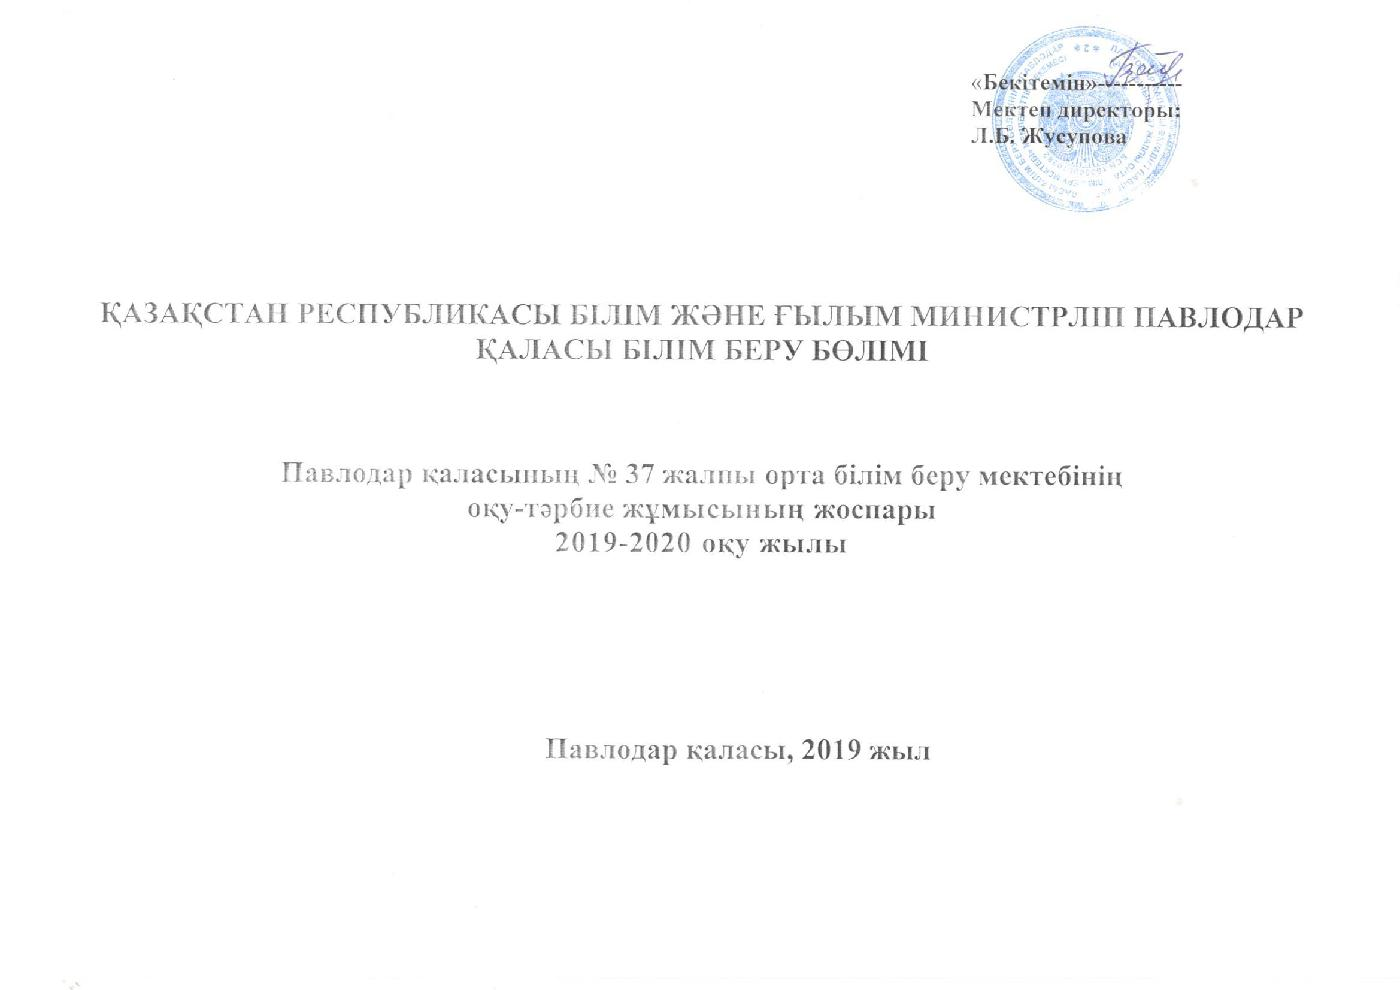 «Бекітемін»-----------
Мектеп директоры:
Л.Б. Жусупова
ҚАЗАҚСТАН РЕСПУБЛИКАСЫ БІЛІМ ЖӘНЕ ҒЫЛЫМ МИНИСТРЛІП ПАВЛОДАР
ҚАЛАСЫ БІЛІМ БЕРУ БӨЛІМІ
Павлодар қаласының № 37 жалпы орта білім беру мектебінің
оқу-тәрбие жұмысының жоспары
2019-2020 оқу жылы
Павлодар қаласы, 2019 жыл